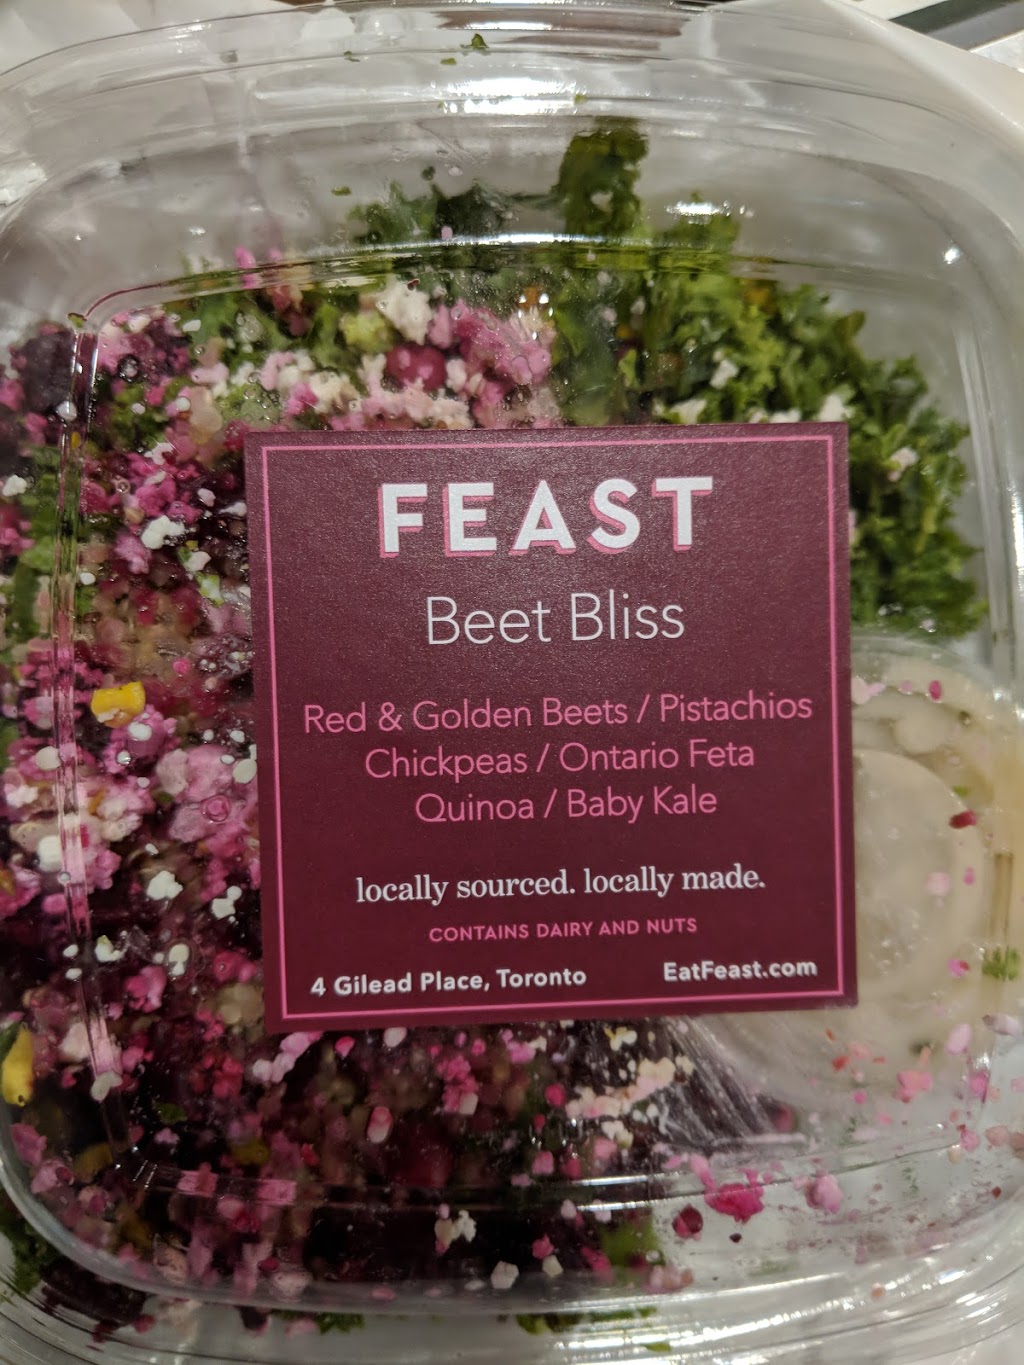 FEAST
Beet Bliss
Red & Golden Beets / Pistachios
Chickpeas / Ontario Feta
Quinoa / Baby Kale
locally sourced. locally made.
CONTAINS DAIRY AND NUTS
4 Gilead Place, Toronto
EatFeast.com